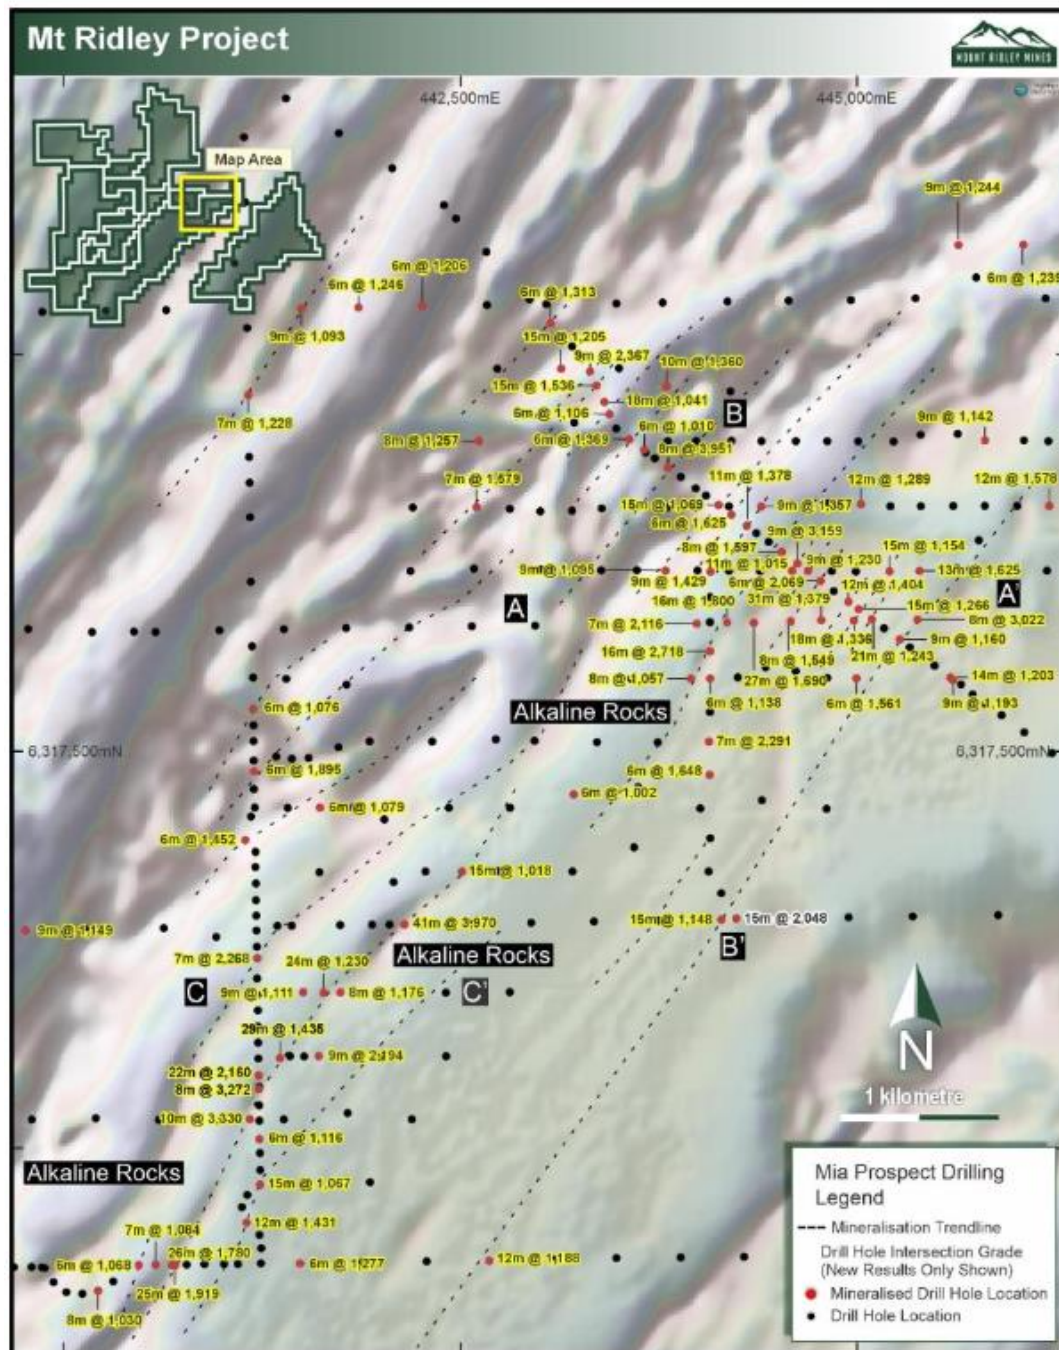 Mt Ridley Project
MOUNT RIDLEY MINES
442,500mE
445,000mE
Map Area
9m @ 1,244
6m @ 1,206
6m @ 1,246
6m @ 1,239
6m @ 1,313
9m @ 1,093
15m @ 1,205
9m @ 2,367
10m @ 1,360
15m @ 1,536
18m @ 1,041
7m @ 1,228
6m @ 1,106
B
6m @ 1,010
9m @ 1,142
8m @ 1,257
6m @ 1,369
8m @ 3,951
11m @ 1,378
7m @ 1,579
12m @ 1,289
12m @ 1,578
15m @ 1,069
9m @ 1,357
6m @ 1,625
9m @ 3,159
8m @ 1,597
15m @ 1,154
9m @ 1,230
11m @ 1,015
9m @ 1,095
9m @ 1,429
6m @ 2,069
13m @ 1,625
12m @ 1,404
A
A'
16m @ 1,800
31m @ 1,379
15m @ 1,266
7m @ 2,116
8m @ 3,022
18m @ 1,336
9m @ 1,160
16m @ 2,718
8m @ 1,549
21m @ 1,243
8m @ 1,057
27m @ 1,690
14m @ 1,203
6m @ 1,138
6m @ 1,561
9m @ 1,193
6m @ 1,076
Alkaline Rocks
7m @ 2,291
6,317,500mN
6,317,500mN
6m @ 1,895
6m @ 1,648
6m @ 1,002
6m @ 1,079
6m @ 1,452
15m @ 1,018
9m @ 1,149
41m @ 3,970
15m @ 1,148
15m @ 2,048
Alkaline Rocks
B'
7m @ 2,268
24m @ 1,230
C
9m @ 1,111
8m @ 1,176
C'
29m @ 1,435
9m @ 2,194
N
22m @ 2,160
8m @ 3,272
1 kilometre
10m @ 3,330
6m @ 1,116
Alkaline Rocks
15m @ 1,067
12m @ 1,431
7m @ 1,084
26m @ 1,780
6m @ 1,068
6m @ 1,277
12m @ 1,188
25m @ 1,919
8m @ 1,030
Mia Prospect Drilling
Legend
Mineralisation Trendline
Drill Hole Intersection Grade
(New Results Only Shown)
Mineralised Drill Hole Location
Drill Hole Location